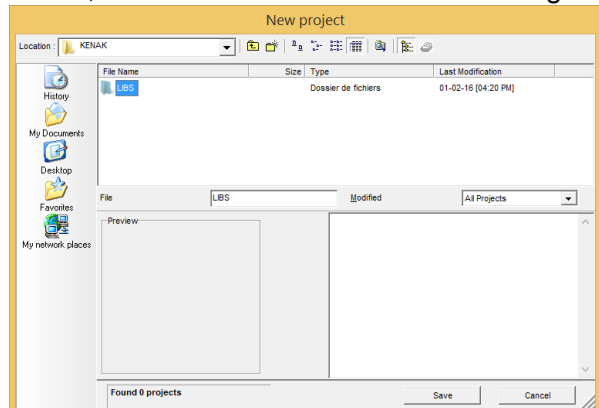 New project
Location : KENAK
File Name Size Type Last Modification
LIBS Dossier de fichiers 01-02-16 [04:20 PM]
History
My Documents
Desktop
Favorites
My network places
File LIBS Modified All Projects
Preview
Found 0 projects Save Cancel